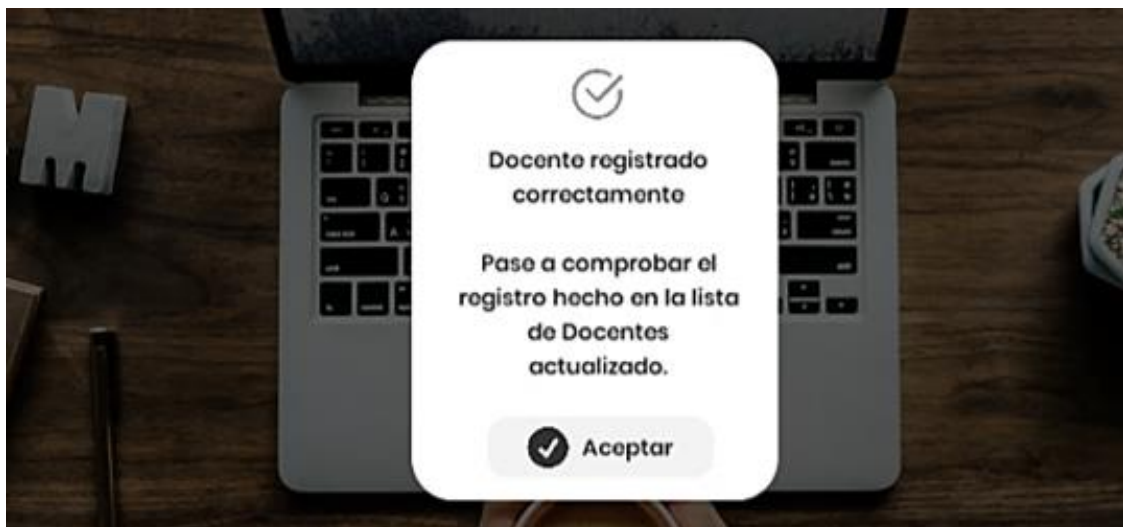 Docente registrado
correctamente
Pase a comprobar el
registro hecho en la lista
de Docentes
actualizado.
Aceptar